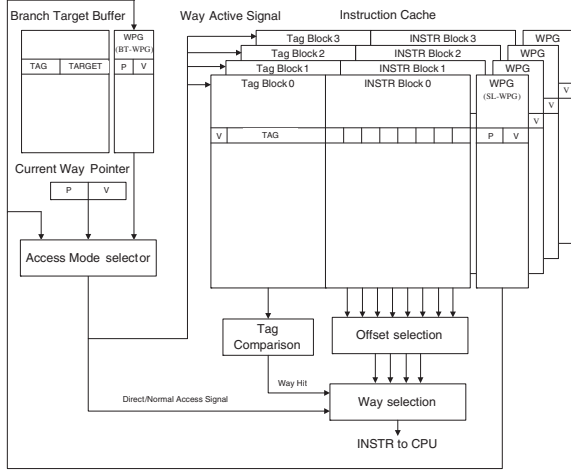 Branch Target Buffer
Way Active Signal
Instruction Cache
WPG
(BT-WPG)
TAG TARGET P V
Tag Block 3 INSTR Block 3 WPG
Tag Block 2 INSTR Block 2 WPG
Tag Block 1 INSTR Block 1 WPG
Tag Block 0 INSTR Block 0 WPG
(SL-WPG)
V
V
V
V TAG P V
Current Way Pointer
P V
Access Mode selector
Tag
Comparison
Offset selection
Way Hit
Direct/Normal Access Signal
Way selection
INSTR to CPU